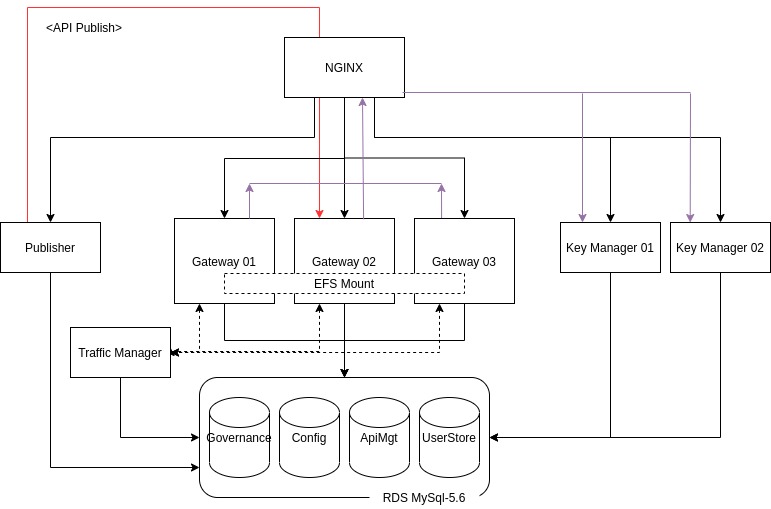 <API Publish>
NGINX
Publisher
Gateway 01
Gateway 02
Gateway 03
Key Manager 01
Key Manager 02
EFS Mount
Traffic Manager
Governance
Config
ApiMgt
UserStore
RDS MySql-5.6